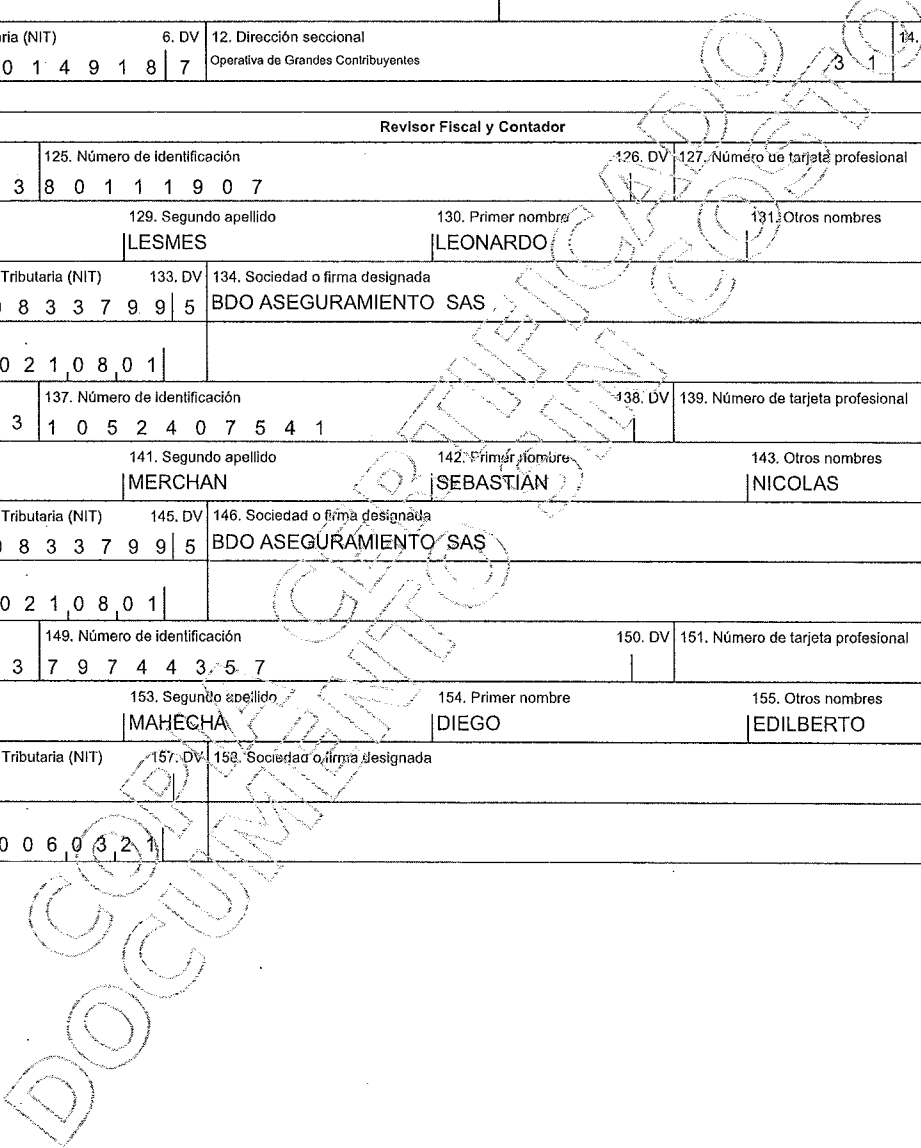 ria (NIT) 6. DV 12. Dirección seccional 14.
0 1 4 9 1 8 7 Operativa de Grandes Contribuyentes 3 1
Revisor Fiscal y Contador
125. Número de identificación 126. DV 127. Número de tarjeta profesional
3 8 0 1 1 1 9 0 7
129. Segundo apellido 130. Primer nombre 131. Otros nombres
LESMES LEONARDO
Tributaria (NIT) 133. DV 134. Sociedad o firma designada
8 3 3 7 9 9 5 BDO ASEGURAMIENTO SAS
0 2 1 0 8 0 1
137. Número de identificación 138. DV 139. Número de tarjeta profesional
3 1 0 5 2 4 0 7 5 4 1
141. Segundo apellido 142. Primer nombre 143. Otros nombres
MERCHAN SEBASTIAN NICOLAS
Tributaria (NIT) 145. DV 146. Sociedad o firma designada
8 3 3 7 9 9 5 BDO ASEGURAMIENTO SAS
0 2 1 0 8 0 1
149. Número de identificación 150. DV 151. Número de tarjeta profesional
3 7 9 7 4 4 3 5 7
153. Segundo apellido 154. Primer nombre 155. Otros nombres
MAHECHA DIEGO EDILBERTO
Tributaria (NIT) 157. DV 158. Sociedad o firma designada
0 0 6 0 3 2 1
COPIA CERTIFICADO
DOCUMENTO SIN COSTO